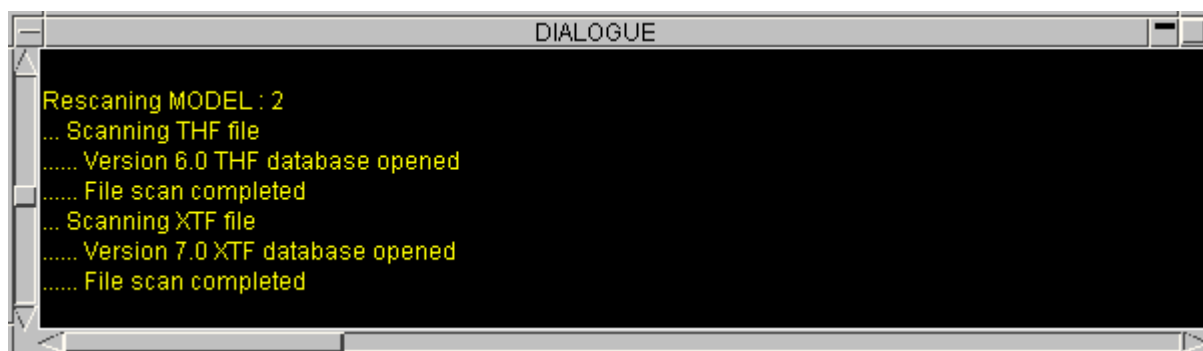 DIALOGUE
Rescaning MODEL : 2
... Scanning THF file
...... Version 6.0 THF database opened
...... File scan completed
... Scanning XTF file
...... Version 7.0 XTF database opened
...... File scan completed